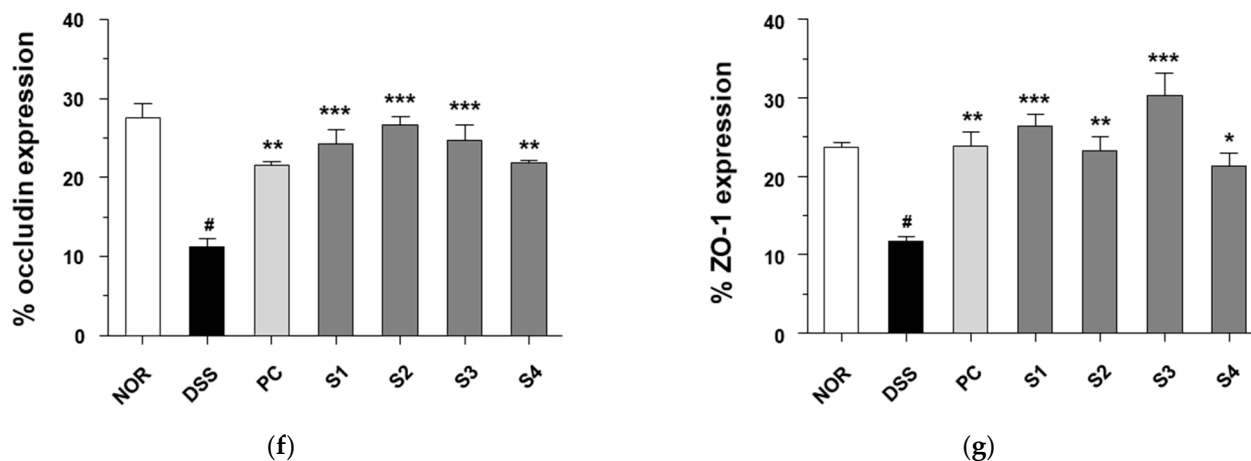 % occludin expression
40
30
20
10
0
#
**
***
***
***
**
NOR
DSS
PC
S1
S2
S3
S4
(f)
% ZO-1 expression
40
30
20
10
0
#
**
***
**
***
*
NOR
DSS
PC
S1
S2
S3
S4
(g)